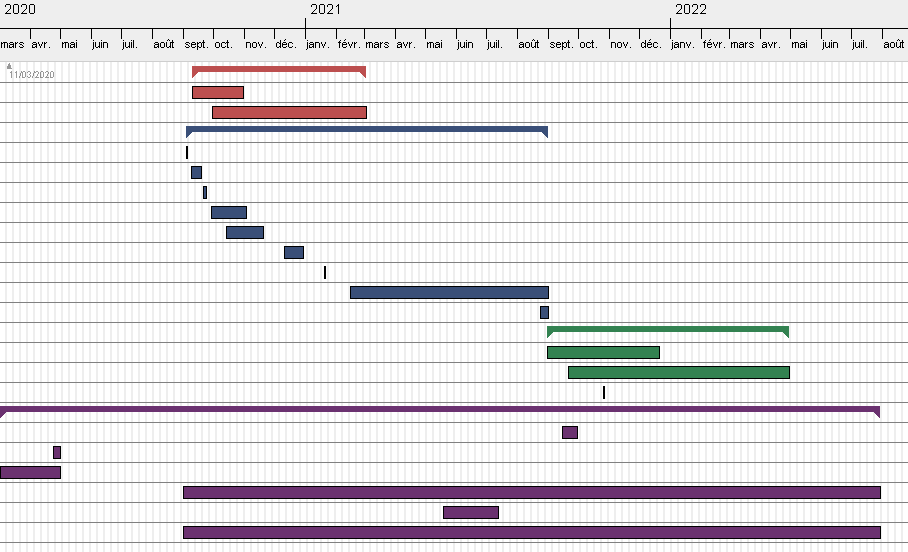 2020 2021 2022
mars avr. mai juin juil. août sept. oct. nov. déc. janv. févr. mars avr. mai juin juil. août sept. oct. nov. déc. janv. févr. mars avr. mai juin juil. août
11/03/2020